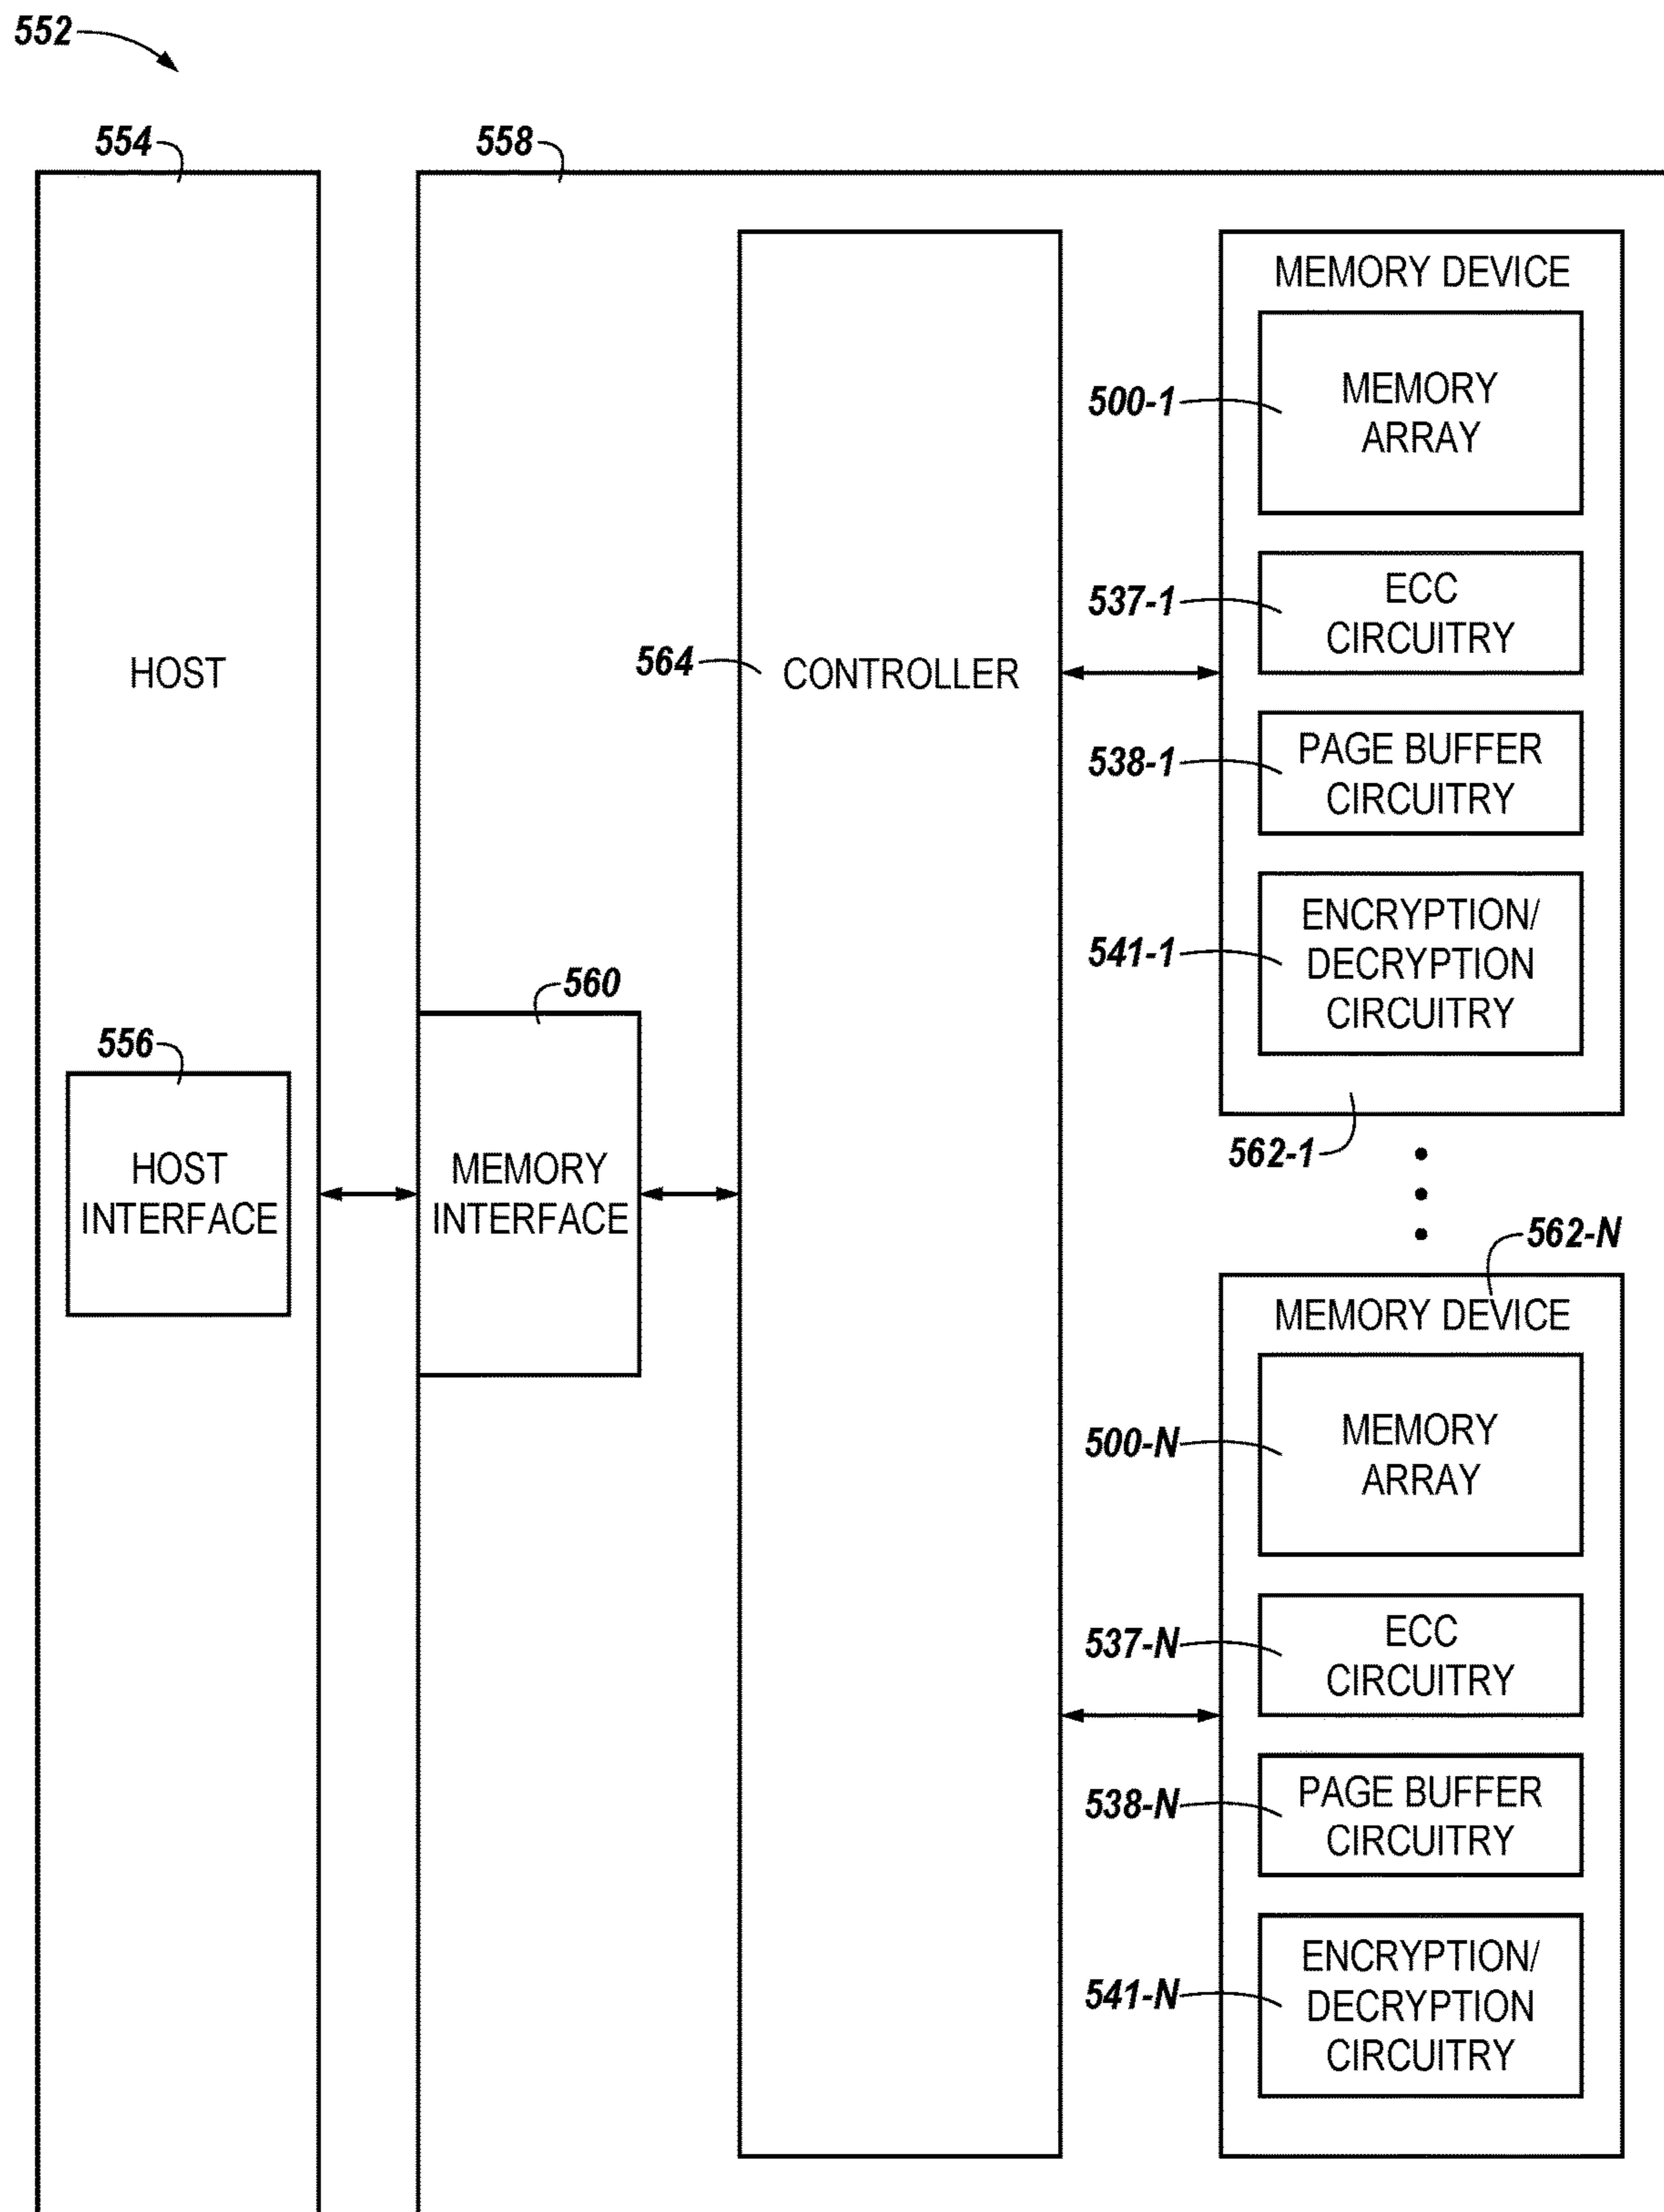 552
554
558
MEMORY DEVICE
500-1
MEMORY
ARRAY
537-1
ECC
CIRCUITRY
HOST
564
CONTROLLER
538-1
PAGE BUFFER
CIRCUITRY
541-1
ENCRYPTION/
DECRYPTION
CIRCUITRY
560
556
HOST
INTERFACE
MEMORY
INTERFACE
562-1
562-N
MEMORY DEVICE
500-N
MEMORY
ARRAY
537-N
ECC
CIRCUITRY
538-N
PAGE BUFFER
CIRCUITRY
541-N
ENCRYPTION/
DECRYPTION
CIRCUITRY